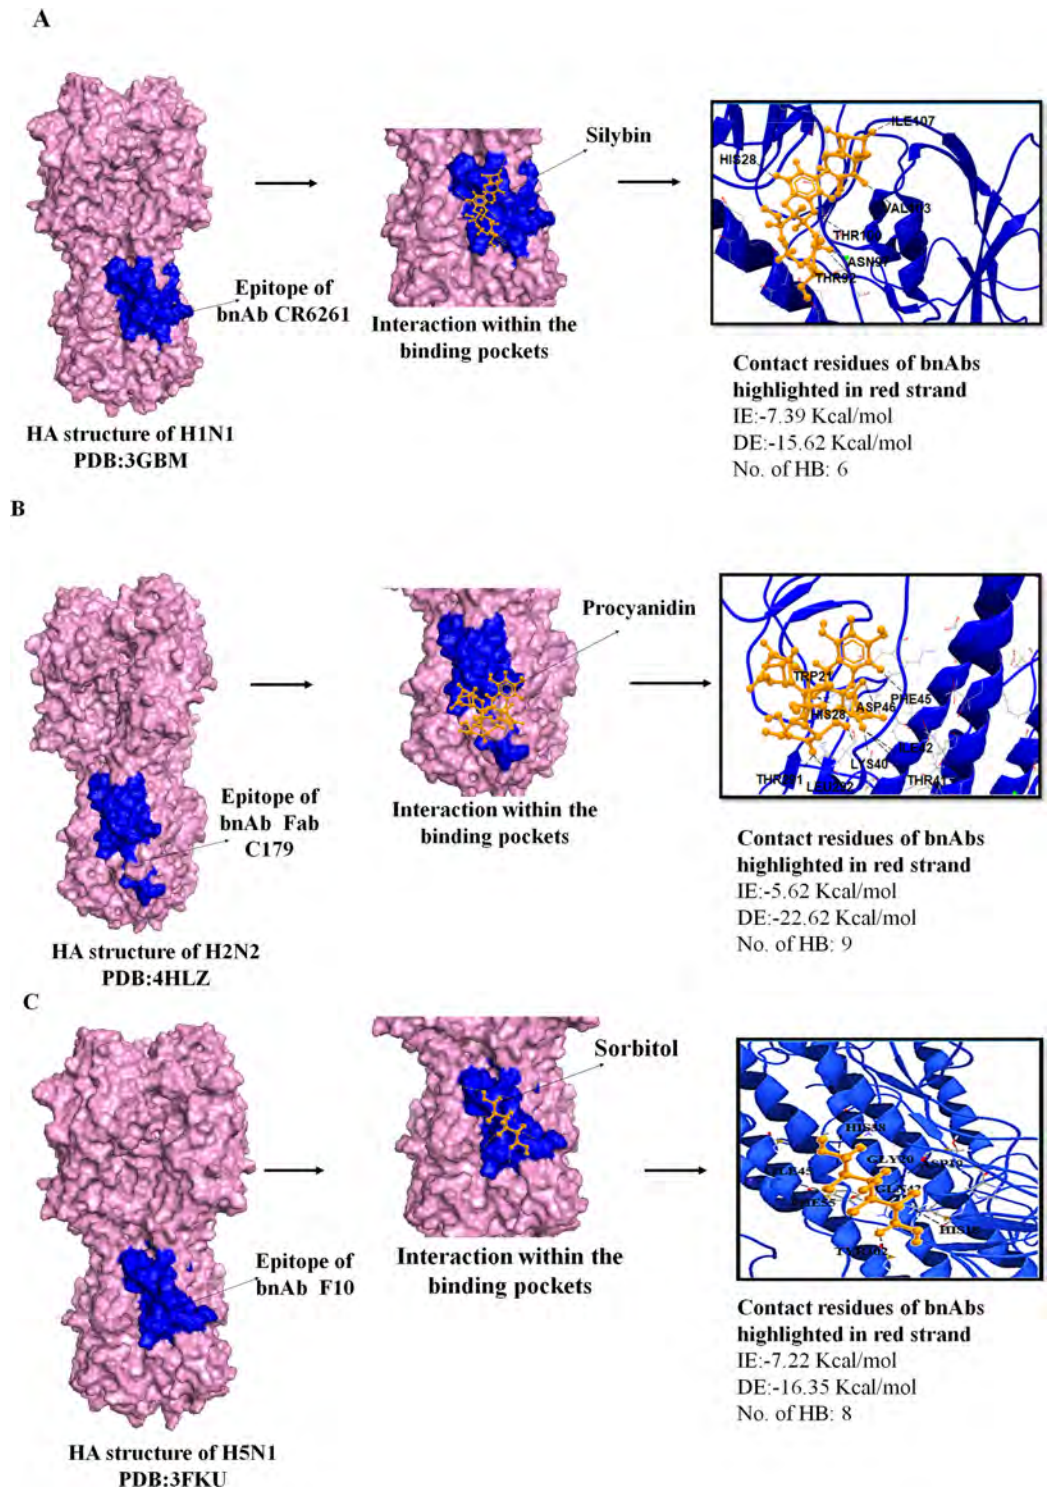 A
Silybin
Epitope of
bnAb CR6261
Interaction within the
binding pockets
HA structure of H1N1
PDB:3GBM
ILE107
HIS28
THR
ASN97
THR92
Contact residues of bnAbs
highlighted in red strand
IE:-7.39 Kcal/mol
DE:-15.62 Kcal/mol
No. of HB: 6
B
Procyanidin
Epitope of
bnAb Fab
C179
Interaction within the
binding pockets
HA structure of H2N2
PDB:4HLZ
TRP21
HIS28
ASP46
PHE45
ILE42
LYS40
THR41
Contact residues of bnAbs
highlighted in red strand
IE:-5.62 Kcal/mol
DE:-22.62 Kcal/mol
No. of HB: 9
C
Sorbitol
Epitope of
bnAb F10
Interaction within the
binding pockets
HA structure of H5N1
PDB:3FKU
HIS38
GLY20
Contact residues of bnAbs
highlighted in red strand
IE:-7.22 Kcal/mol
DE:-16.35 Kcal/mol
No. of HB: 8